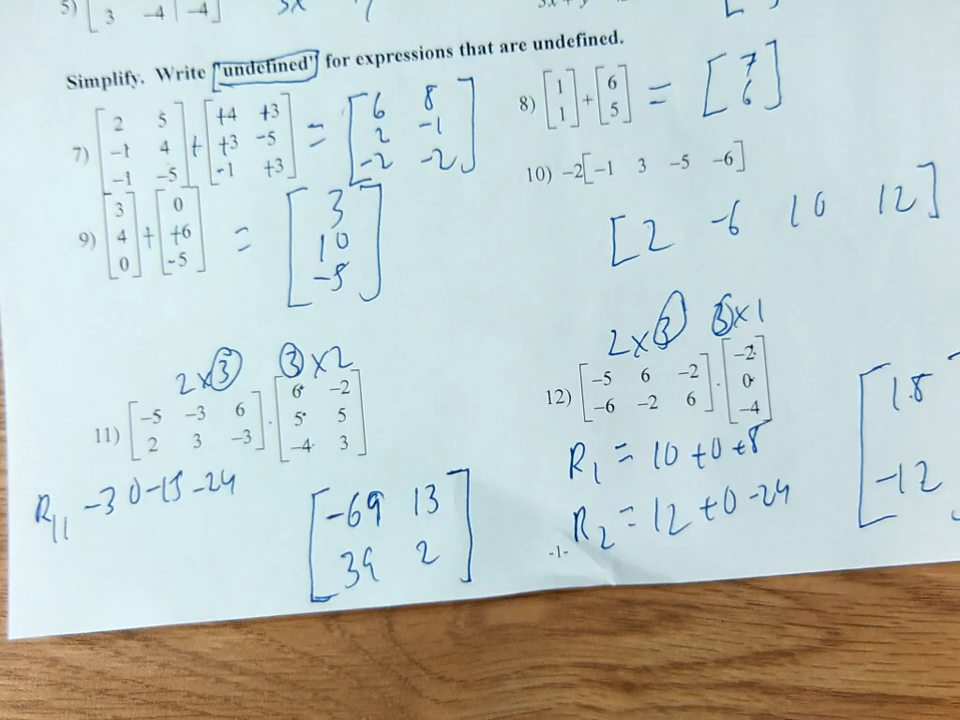 5) 3 -4 -4
Simplify. Write "undefined" for expressions that are undefined.
7) [2 5] + [+4 +3] = [6 8]
[-1 4] [+3 -5] [2 -1]
[-1 -5] [-1 +3] [-2 -2]
8) [1] + [6] = [7]
[1] [5] [6]
9) [3] + [0] = [3]
[4] [+6] [10]
[0] [-5] [-5]
10) -2[-1 3 -5 -6]
[2 -6 10 12]
2x3 3x2
11) [-5 -3 6] · [6 -2]
[2 3 -3] [5 5]
[-4 3]
R11 -30-15-24
[-69 13]
[39 2]
2x3 3x1
12) [-5 6 -2] · [-2]
[-6 -2 6] [0]
[-4]
R1 = 10+0+8
R2 = 12+0-24
[18
-12
-1-